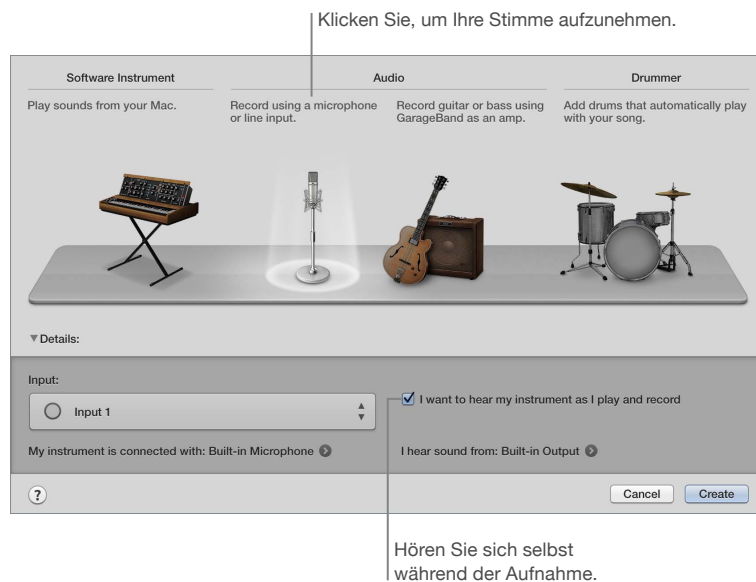 Klicken Sie, um Ihre Stimme aufzunehmen.
Software Instrument
Play sounds from your Mac.
Audio
Record using a microphone
or line input.
Record guitar or bass using
GarageBand as an amp.
Drummer
Add drums that automatically play
with your song.
Details:
Input:
Input 1
I want to hear my instrument as I play and record
My instrument is connected with: Built-in Microphone
I hear sound from: Built-in Output
?
Cancel
Create
Hören Sie sich selbst
während der Aufnahme.